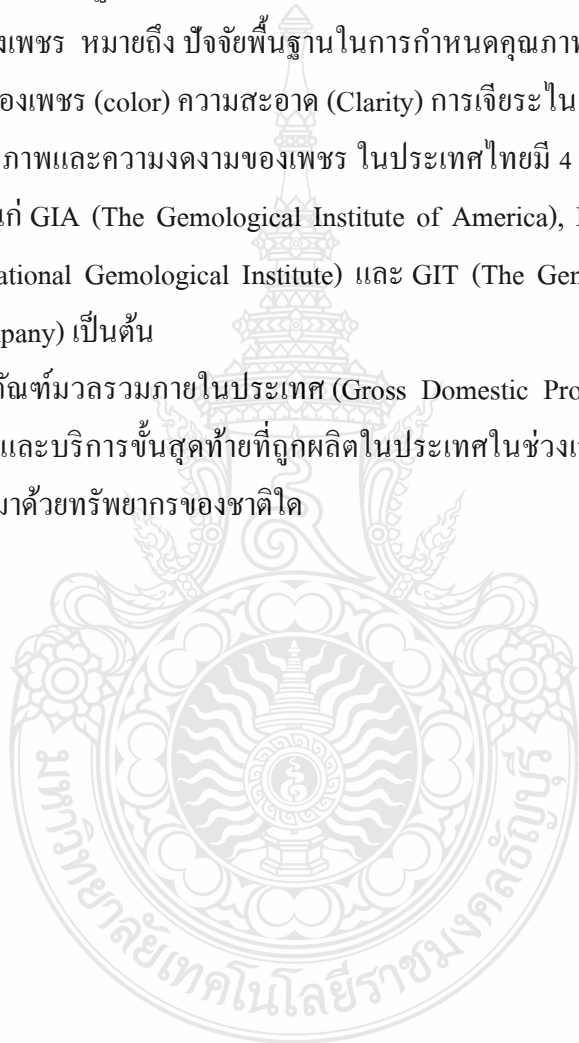 งเพชร หมายถึง ปัจจัยพื้นฐานในการกำหนดคุณภาพ
องเพชร (color) ความสะอาด (Clarity) การเจียระไน
ภาพและความงดงามของเพชร ในประเทศไทยมี 4
แก่ GIA (The Gemological Institute of America),
ational Gemological Institute) และ GIT (The Gem
pany) เป็นต้น
ภัณฑ์มวลรวมภายในประเทศ (Gross Domestic Pro
และบริการขั้นสุดท้ายที่ถูกผลิตในประเทศในช่วงเ
มาด้วยทรัพยากรของชาติใด
มหาวิทยาลัยเทคโนโลยีราชมงคลธัญบุรี